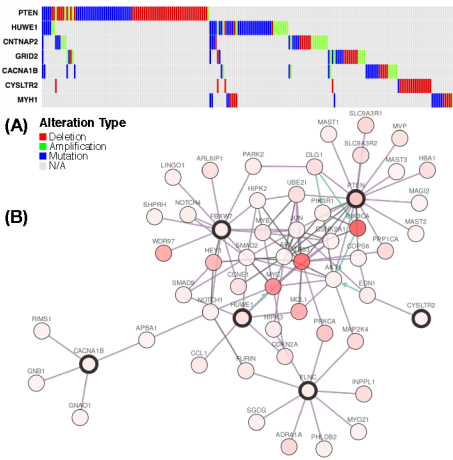 PTEN
HUWE1
CNTNAP2
GRID2
CACNA1B
CYSLTR2
MYH1
(A)
Alteration Type
Deletion
Amplification
Mutation
N/A
(B)
SLC9A3R1
MAST1
MVP
DLG1
SLC9A3R2
PARK2
ARL6IP1
MAST3
HBA1
LINGO1
UBE2I
PTEN
HIPK2
MAGI2
PIK3R1
SHPRH
NOTCH4
PIK3CA
FBXW7
MYB
JUN
CSNK2A1
MAST2
WDR97
HEY1
SMAD2
COPS6
PPP1CA
MYC
AKT1
CCNE1
SMAD9
EDN1
NOTCH1
HUWE1
MCL1
CYSLTR2
RIMS1
APBA1
HIPK3
PRKCA
MAP2K4
CACNA1B
CCL1
CDKN2A
FURIN
GNB1
FLNC
INPPL1
GNAO1
SGCG
MYOZ1
ADRA1A
PHLDB2